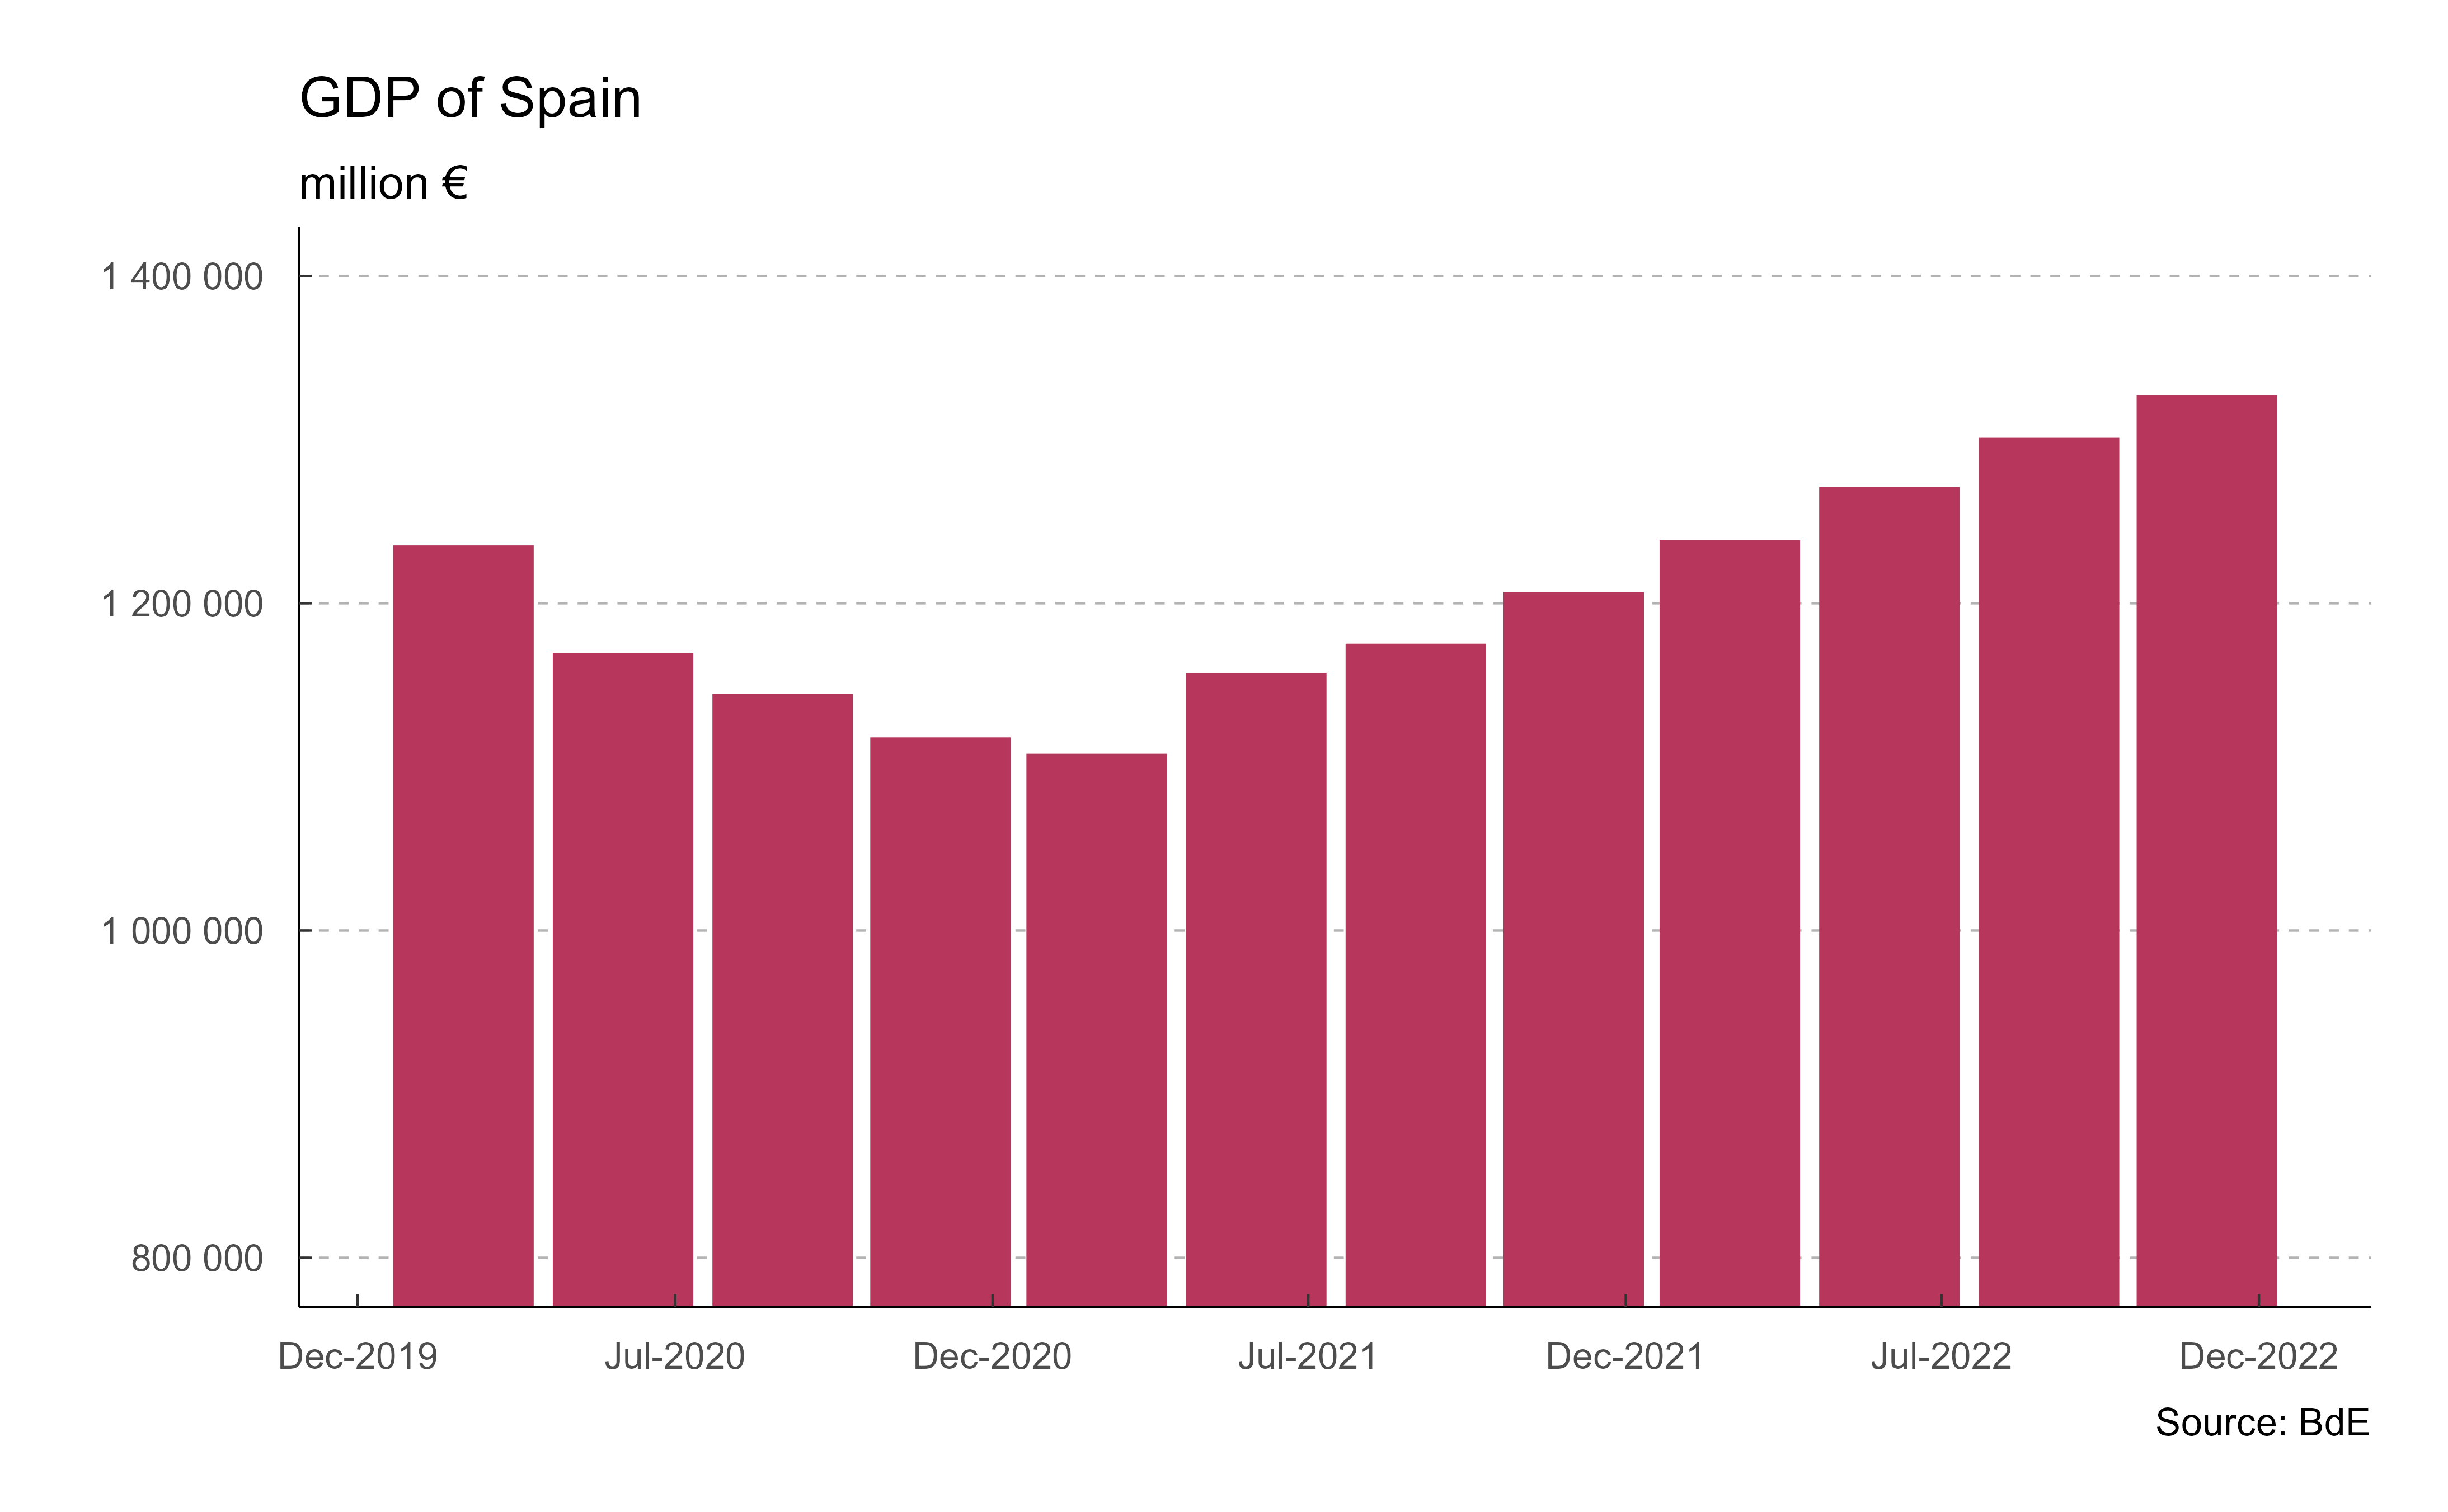 GDP of Spain
million €
1 400 000
1 200 000
1 000 000
800 000
Dec-2019 Jul-2020 Dec-2020 Jul-2021 Dec-2021 Jul-2022 Dec-2022
Source: BdE